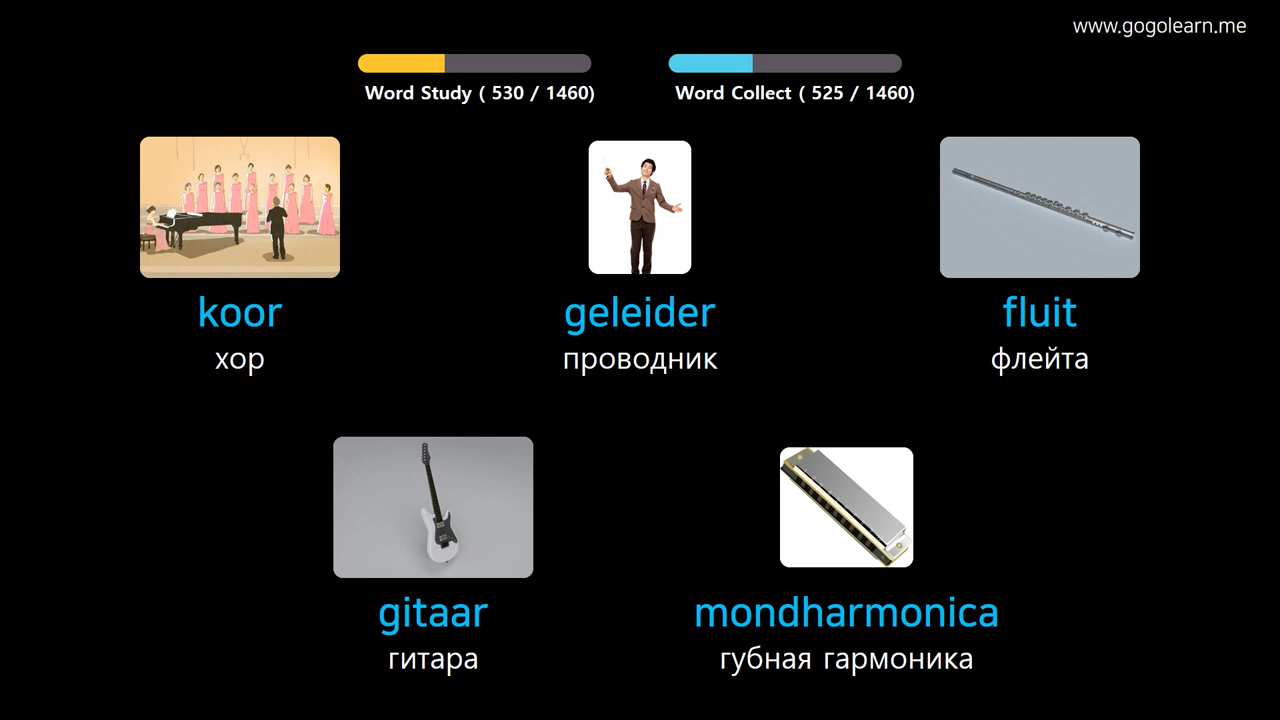 www.gogolearn.me
Word Study ( 530 / 1460)
Word Collect ( 525 / 1460)
koor
хор
geleider
проводник
fluit
флейта
gitaar
гитара
mondharmonica
губная гармоника